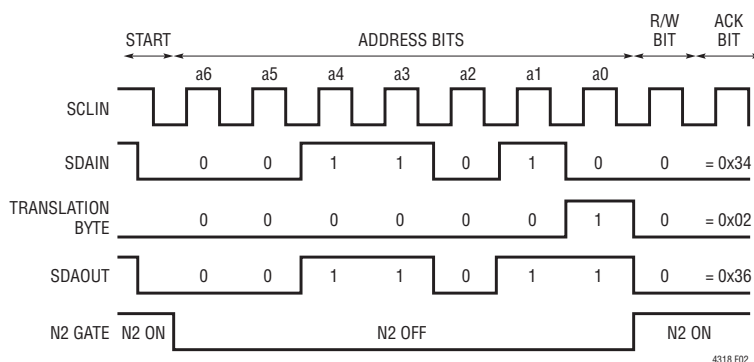 START ADDRESS BITS R/W BIT ACK BIT
a6 a5 a4 a3 a2 a1 a0
SCLIN
SDAIN 0 0 1 1 0 1 0 0 = 0x34
TRANSLATION BYTE 0 0 0 0 0 0 1 0 = 0x02
SDAOUT 0 0 1 1 0 1 1 0 = 0x36
N2 GATE N2 ON N2 OFF N2 ON
4318 F02